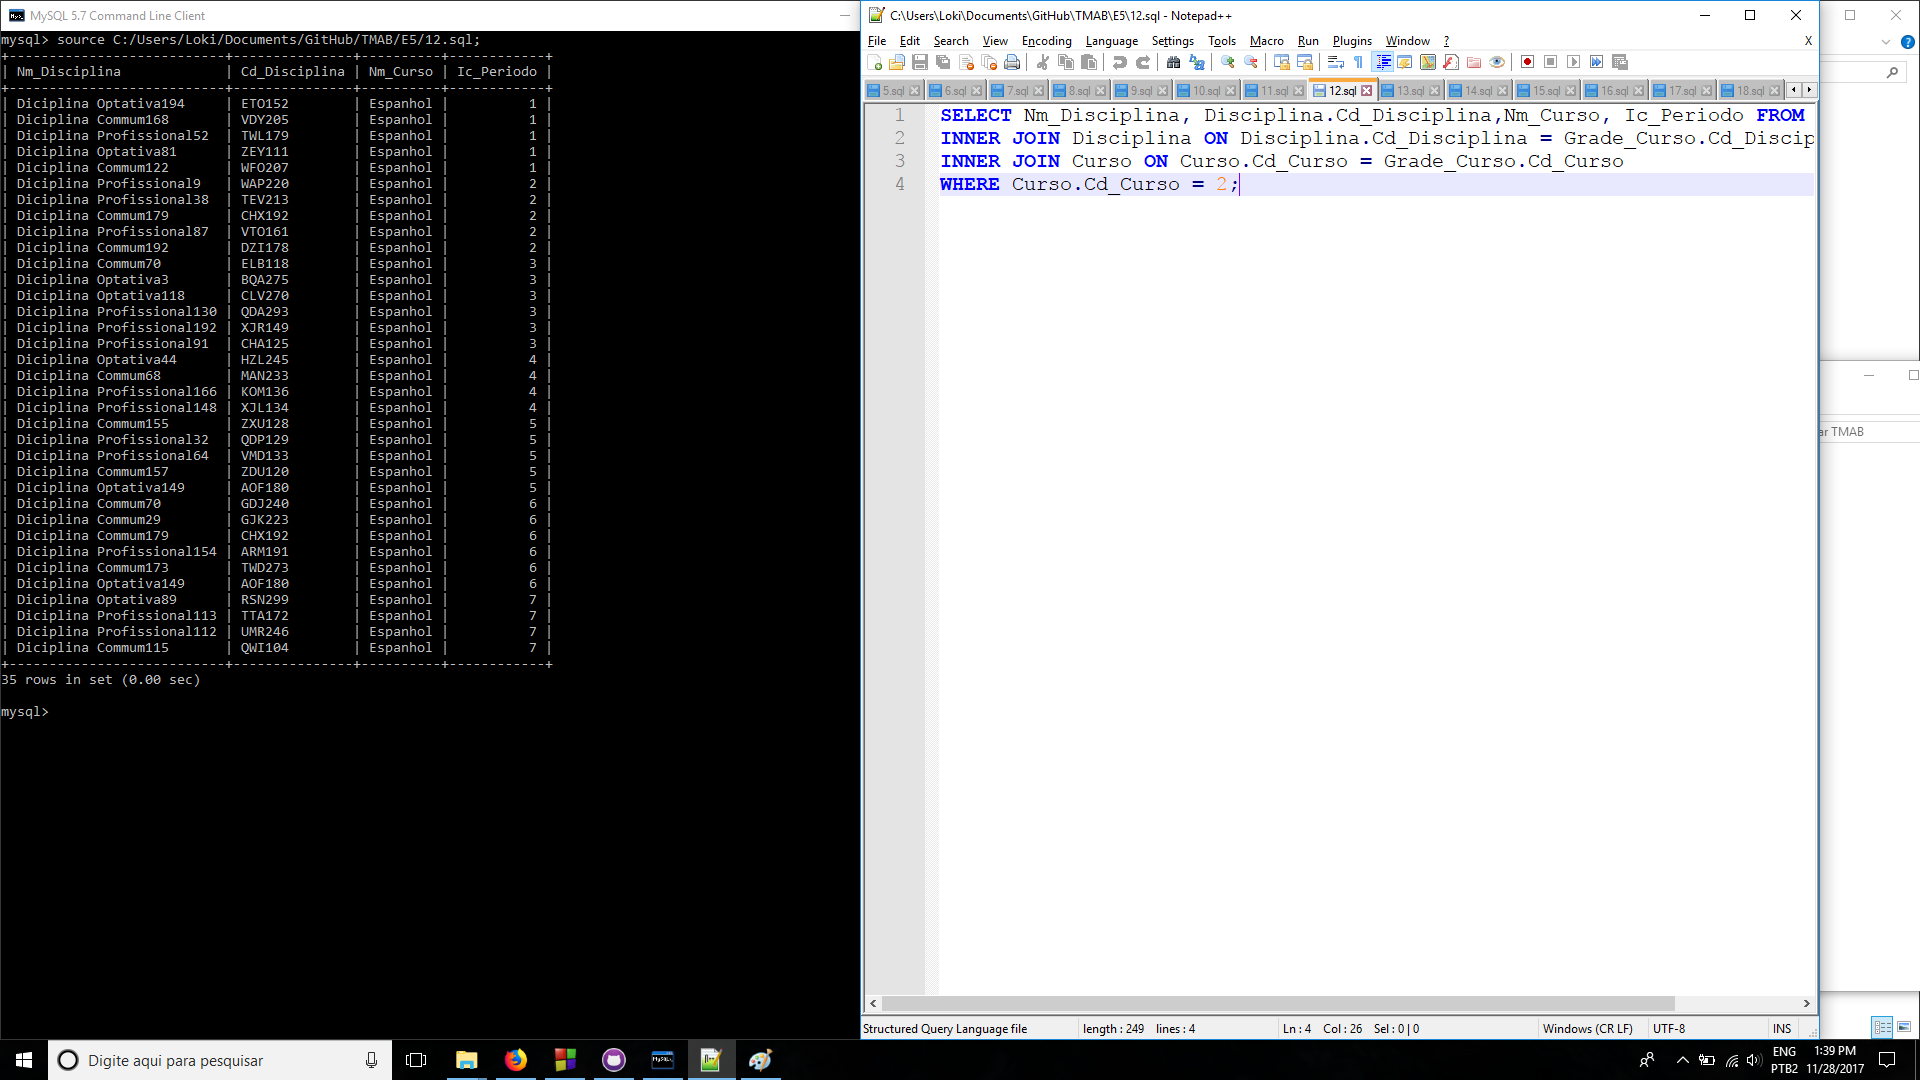 MySQL 5.7 Command Line Client
mysql> source C:/Users/Loki/Documents/GitHub/TMAB/E5/12.sql;
+---------------------------+---------------+----------+------------+
| Nm_Disciplina | Cd_Disciplina | Nm_Curso | Ic_Periodo |
+---------------------------+---------------+----------+------------+
| Diciplina Optativa194 | ETO152 | Espanhol | 1 |
| Diciplina Commum168 | VDY205 | Espanhol | 1 |
| Diciplina Profissional52 | TWL179 | Espanhol | 1 |
| Diciplina Optativa81 | ZEY111 | Espanhol | 1 |
| Diciplina Commum122 | WFO207 | Espanhol | 1 |
| Diciplina Profissional9 | WAP220 | Espanhol | 2 |
| Diciplina Profissional38 | TEV213 | Espanhol | 2 |
| Diciplina Commum179 | CHX192 | Espanhol | 2 |
| Diciplina Profissional87 | VTO161 | Espanhol | 2 |
| Diciplina Commum192 | DZI178 | Espanhol | 2 |
| Diciplina Commum70 | ELB118 | Espanhol | 3 |
| Diciplina Optativa3 | BQA275 | Espanhol | 3 |
| Diciplina Optativa118 | CLV270 | Espanhol | 3 |
| Diciplina Profissional130 | QDA293 | Espanhol | 3 |
| Diciplina Profissional192 | XJR149 | Espanhol | 3 |
| Diciplina Profissional91 | CHA125 | Espanhol | 3 |
| Diciplina Optativa44 | HZL245 | Espanhol | 4 |
| Diciplina Commum68 | MAN233 | Espanhol | 4 |
| Diciplina Profissional166 | KOM136 | Espanhol | 4 |
| Diciplina Profissional148 | XJL134 | Espanhol | 4 |
| Diciplina Commum155 | ZXU128 | Espanhol | 5 |
| Diciplina Profissional32 | QDP129 | Espanhol | 5 |
| Diciplina Profissional64 | VMD133 | Espanhol | 5 |
| Diciplina Commum157 | ZDU120 | Espanhol | 5 |
| Diciplina Optativa149 | AOF180 | Espanhol | 5 |
| Diciplina Commum70 | GDJ240 | Espanhol | 6 |
| Diciplina Commum29 | GJK223 | Espanhol | 6 |
| Diciplina Commum179 | CHX192 | Espanhol | 6 |
| Diciplina Profissional154 | ARM191 | Espanhol | 6 |
| Diciplina Commum173 | TWD273 | Espanhol | 6 |
| Diciplina Optativa149 | AOF180 | Espanhol | 6 |
| Diciplina Optativa89 | RSN299 | Espanhol | 7 |
| Diciplina Profissional113 | TTA172 | Espanhol | 7 |
| Diciplina Profissional112 | UMR246 | Espanhol | 7 |
| Diciplina Commum115 | QWI104 | Espanhol | 7 |
+---------------------------+---------------+----------+------------+
35 rows in set (0.00 sec)
mysql>
C:\Users\Loki\Documents\GitHub\TMAB\E5\12.sql - Notepad++
File Edit Search View Encoding Language Settings Tools Macro Run Plugins Window ? X
5.sql 6.sql 7.sql 8.sql 9.sql 10.sql 11.sql 12.sql 13.sql 14.sql 15.sql 16.sql 17.sql 18.sql
1 SELECT Nm_Disciplina, Disciplina.Cd_Disciplina,Nm_Curso, Ic_Periodo FROM
2 INNER JOIN Disciplina ON Disciplina.Cd_Disciplina = Grade_Curso.Cd_Discip
3 INNER JOIN Curso ON Curso.Cd_Curso = Grade_Curso.Cd_Curso
4 WHERE Curso.Cd_Curso = 2;
Structured Query Language file length : 249 lines : 4 Ln : 4 Col : 26 Sel : 0 | 0 Windows (CR LF) UTF-8 INS
ar TMAB
Digite aqui para pesquisar
MySQL
ENG
PTB2
1:39 PM
11/28/2017